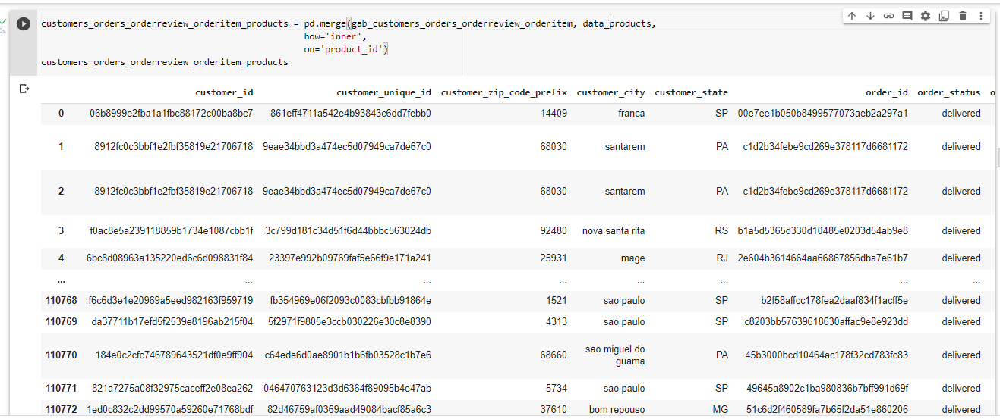 customers_orders_orderreview_orderitem_products = pd.merge(gab_customers_orders_orderreview_orderitem, data_products,
how='inner',
on='product_id')
customers_orders_orderreview_orderitem_products
customer_id customer_unique_id customer_zip_code_prefix customer_city customer_state order_id order_status o
0 06b8999e2fba1a1fbc88172c00ba8bc7 861eff4711a542e4b93843c6dd7febb0 14409 franca SP 00e7ee1b050b8499577073aeb2a297a1 delivered
1 8912fc0c3bbf1e2fbf35819e21706718 9eae34bbd3a474ec5d07949ca7de67c0 68030 santarem PA c1d2b34febe9cd269e378117d6681172 delivered
2 8912fc0c3bbf1e2fbf35819e21706718 9eae34bbd3a474ec5d07949ca7de67c0 68030 santarem PA c1d2b34febe9cd269e378117d6681172 delivered
3 f0ac8e5a239118859b1734e1087cbb1f 3c799d181c34d51f6d44bbbc563024db 92480 nova santa rita RS b1a5d5365d330d10485e0203d54ab9e8 delivered
4 6bc8d08963a135220ed6c6d098831f84 23397e992b09769faf5e66f9e171a241 25931 mage RJ 2e604b3614664aa66867856dba7e61b7 delivered
... ... ... ... ... ... ... ...
110768 f6c6d3e1e20969a5eed982163f959719 fb354969e06f2093c0083cbfbb91864e 1521 sao paulo SP b2f58affcc178fea2daaf834f1acff5e delivered
110769 da37711b17efd5f2539e8196ab215f04 5f2971f9805e3ccb030226e30c8e8390 4313 sao paulo SP c8203bb57639618630affac9e8e923dd delivered
110770 184e0c2cfc746789643521df0e9ff904 c64ede6d0ae8901b1b6fb03528c1b7e6 68660 sao miguel do PA 45b3000bcd10464ac178f32cd783fc83 delivered
guama
110771 821a7275a08f32975caceff2e08ea262 046470763123d3d6364f89095b4e47ab 5734 sao paulo SP 49645a8902c1ba980836b7bff991d69f delivered
110772 1ed0c832c2dd99570a59260e71768bdf 82d46759af0369aad49084bacf85a6c3 37610 bom repouso MG 51c6d2f460589fa7b65f2da51e860206 delivered